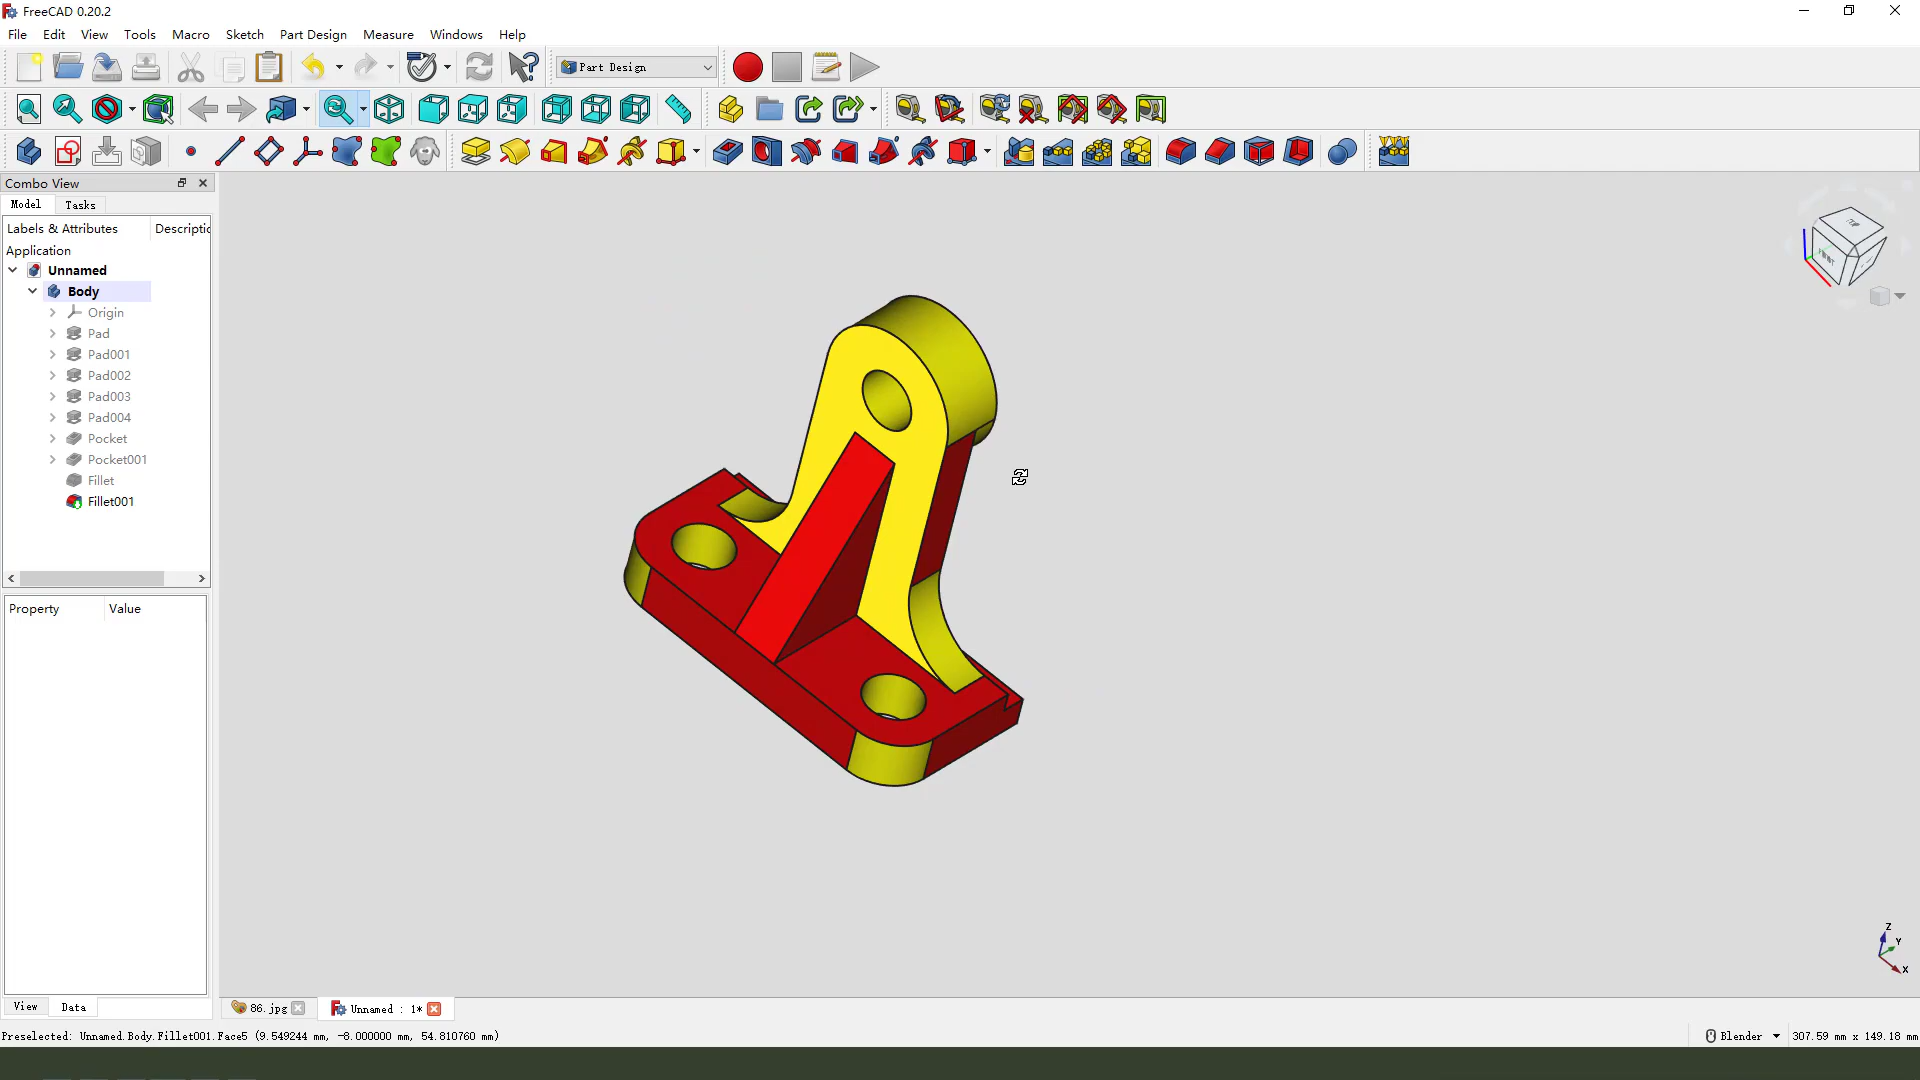 FreeCAD 0.20.2
File Edit View Tools Macro Sketch Part Design Measure Windows Help
Part Design
Combo View
Model Tasks
Labels & Attributes Descriptic
Application
Unnamed
Body
Origin
Pad
Pad001
Pad002
Pad003
Pad004
Pocket
Pocket001
Fillet
Fillet001
Property Value
TOP
FRONT
Z
Y
X
View Data
86.jpg Unnamed : 1*
Preselected: Unnamed.Body.Fillet001.Face5 (9.549244 mm, -8.000000 mm, 54.810760 mm)
Blender 307.59 mm x 149.18 mm